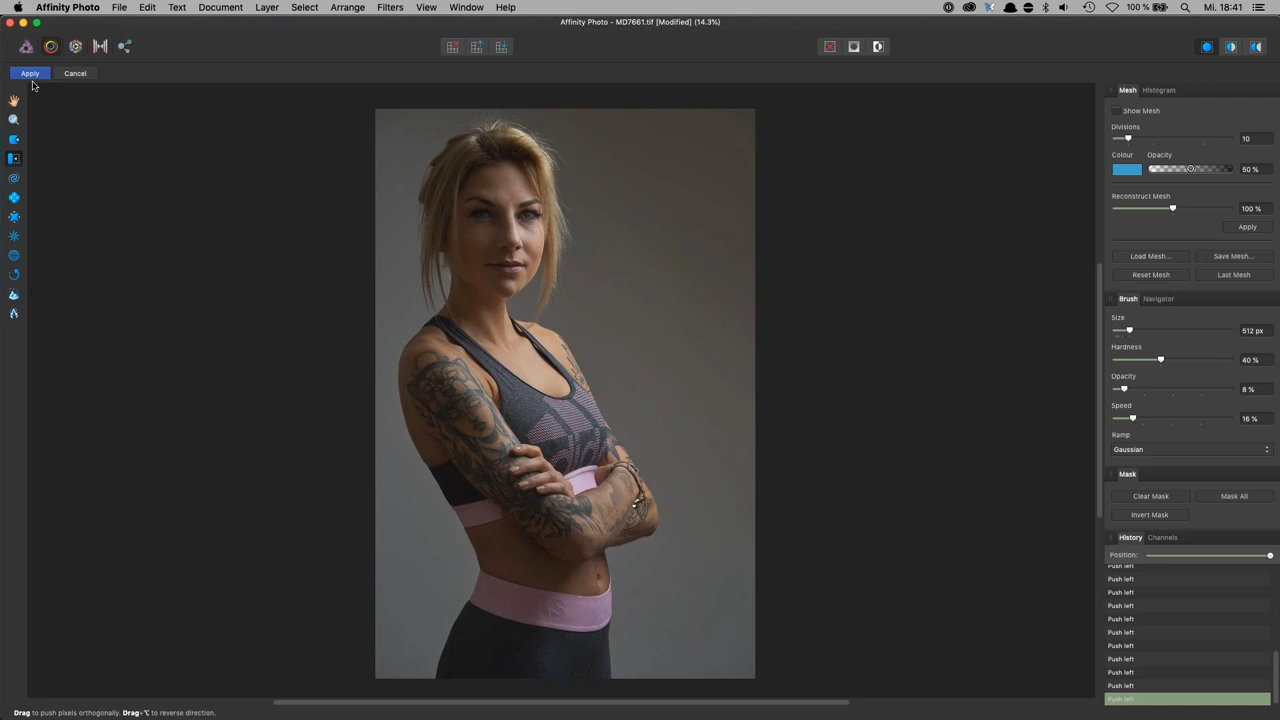 Affinity Photo File Edit Text Document Layer Select Arrange Filters View Window Help 100 % Mi. 18:41
Affinity Photo - MD7661.tif [Modified] (14.3%)
Apply Cancel
Mesh Histogram
Show Mesh
Divisions
10
Colour Opacity
50 %
Reconstruct Mesh
100 %
Apply
Load Mesh... Save Mesh...
Reset Mesh Last Mesh
Brush Navigator
Size
512 px
Hardness
40 %
Opacity
8 %
Speed
16 %
Ramp
Gaussian
Mask
Clear Mask Mask All
Invert Mask
History Channels
Position:
Push left
Push left
Push left
Push left
Push left
Push left
Push left
Push left
Push left
Push left
Push left
Drag to push pixels orthogonally. Drag+⌥ to reverse direction.